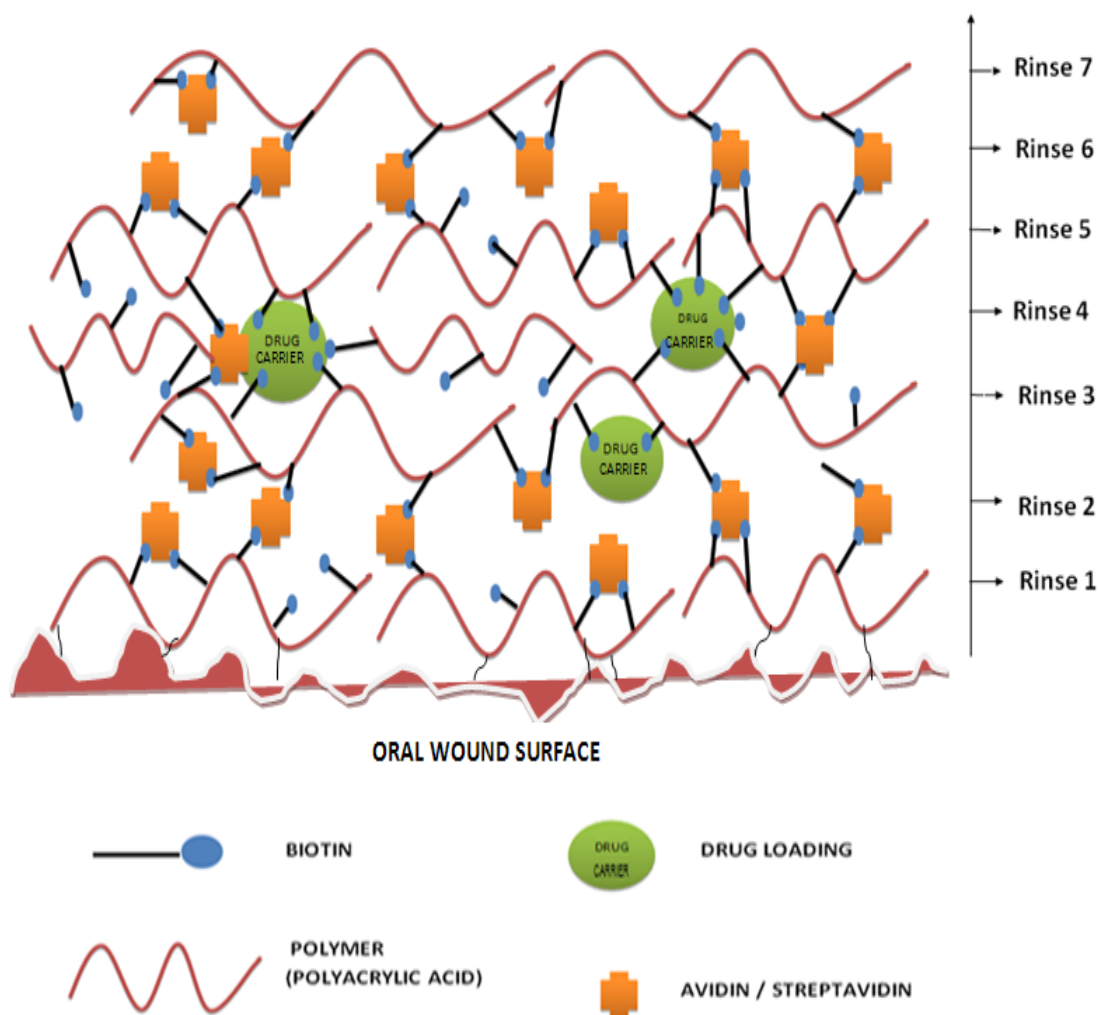 Rinse 7
Rinse 6
Rinse 5
Rinse 4
DRUG
CARRIER
DRUG
CARRIER
Rinse 3
DRUG
CARRIER
Rinse 2
Rinse 1
ORAL WOUND SURFACE
BIOTIN
DRUG
CARRIER
DRUG LOADING
POLYMER
(POLYACRYLIC ACID)
AVIDIN / STREPTAVIDIN